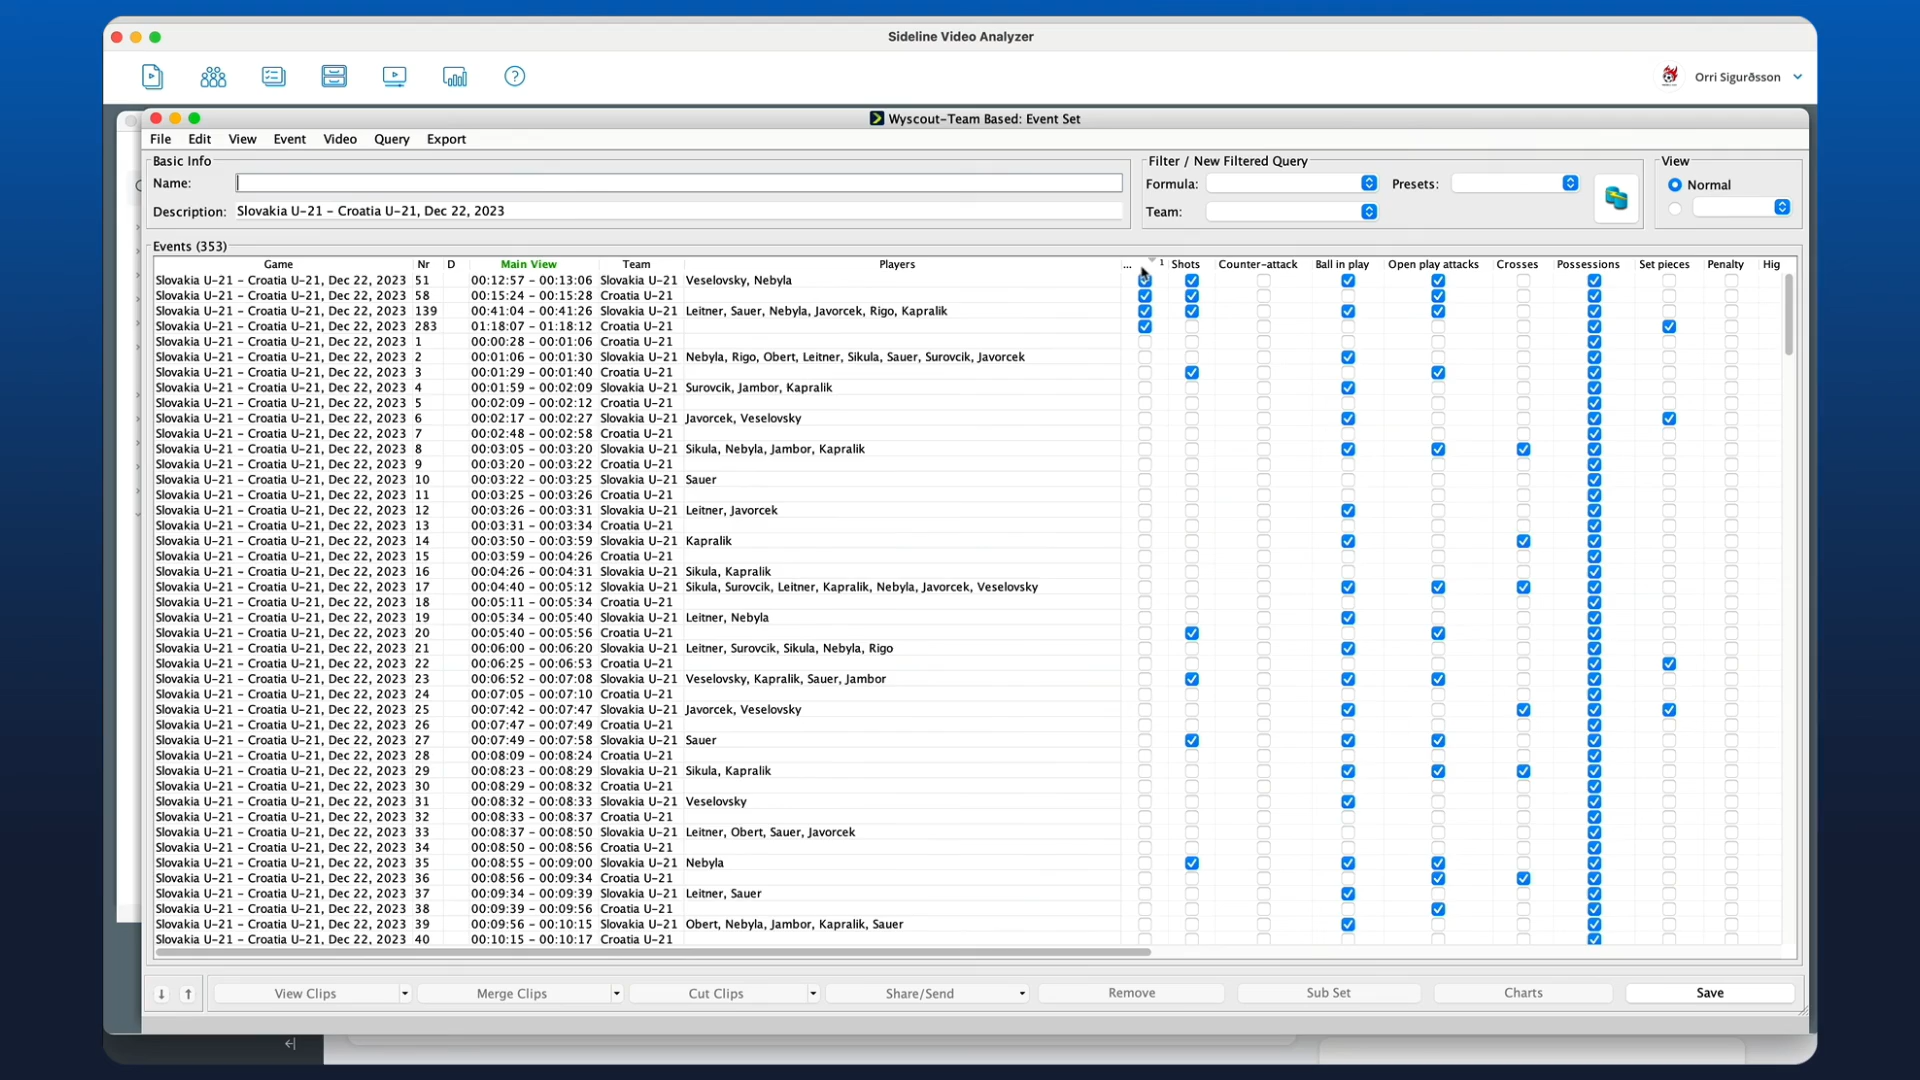 Sideline Video Analyzer
Orri Sigurðsson
Wyscout-Team Based: Event Set
File Edit View Event Video Query Export
Basic Info
Filter / New Filtered Query
View
Name:
Formula:
Presets:
Normal
Description: Slovakia U-21 - Croatia U-21, Dec 22, 2023
Team:
Events (353)
Game Nr D Main View Team Players ... 1 Shots Counter-attack Ball in play Open play attacks Crosses Possessions Set pieces Penalty Hig
Slovakia U-21 - Croatia U-21, Dec 22, 2023 51 00:12:57 - 00:13:06 Slovakia U-21 Veselovsky, Nebyla
Slovakia U-21 - Croatia U-21, Dec 22, 2023 58 00:15:24 - 00:15:28 Croatia U-21
Slovakia U-21 - Croatia U-21, Dec 22, 2023 139 00:41:04 - 00:41:26 Slovakia U-21 Leitner, Sauer, Nebyla, Javorcek, Rigo, Kapralik
Slovakia U-21 - Croatia U-21, Dec 22, 2023 283 01:18:07 - 01:18:12 Croatia U-21
Slovakia U-21 - Croatia U-21, Dec 22, 2023 1 00:00:28 - 00:01:06 Croatia U-21
Slovakia U-21 - Croatia U-21, Dec 22, 2023 2 00:01:06 - 00:01:30 Slovakia U-21 Nebyla, Rigo, Obert, Leitner, Sikula, Sauer, Surovcik, Javorcek
Slovakia U-21 - Croatia U-21, Dec 22, 2023 3 00:01:29 - 00:01:40 Croatia U-21
Slovakia U-21 - Croatia U-21, Dec 22, 2023 4 00:01:59 - 00:02:09 Slovakia U-21 Surovcik, Jambor, Kapralik
Slovakia U-21 - Croatia U-21, Dec 22, 2023 5 00:02:09 - 00:02:12 Croatia U-21
Slovakia U-21 - Croatia U-21, Dec 22, 2023 6 00:02:17 - 00:02:27 Slovakia U-21 Javorcek, Veselovsky
Slovakia U-21 - Croatia U-21, Dec 22, 2023 7 00:02:48 - 00:02:58 Croatia U-21
Slovakia U-21 - Croatia U-21, Dec 22, 2023 8 00:03:05 - 00:03:20 Slovakia U-21 Sikula, Nebyla, Jambor, Kapralik
Slovakia U-21 - Croatia U-21, Dec 22, 2023 9 00:03:20 - 00:03:22 Croatia U-21
Slovakia U-21 - Croatia U-21, Dec 22, 2023 10 00:03:22 - 00:03:25 Slovakia U-21 Sauer
Slovakia U-21 - Croatia U-21, Dec 22, 2023 11 00:03:25 - 00:03:26 Croatia U-21
Slovakia U-21 - Croatia U-21, Dec 22, 2023 12 00:03:26 - 00:03:31 Slovakia U-21 Leitner, Javorcek
Slovakia U-21 - Croatia U-21, Dec 22, 2023 13 00:03:31 - 00:03:34 Croatia U-21
Slovakia U-21 - Croatia U-21, Dec 22, 2023 14 00:03:50 - 00:03:59 Slovakia U-21 Kapralik
Slovakia U-21 - Croatia U-21, Dec 22, 2023 15 00:03:59 - 00:04:26 Croatia U-21
Slovakia U-21 - Croatia U-21, Dec 22, 2023 16 00:04:26 - 00:04:31 Slovakia U-21 Sikula, Kapralik
Slovakia U-21 - Croatia U-21, Dec 22, 2023 17 00:04:40 - 00:05:12 Slovakia U-21 Sikula, Surovcik, Leitner, Kapralik, Nebyla, Javorcek, Veselovsky
Slovakia U-21 - Croatia U-21, Dec 22, 2023 18 00:05:11 - 00:05:34 Croatia U-21
Slovakia U-21 - Croatia U-21, Dec 22, 2023 19 00:05:34 - 00:05:40 Slovakia U-21 Leitner, Nebyla
Slovakia U-21 - Croatia U-21, Dec 22, 2023 20 00:05:40 - 00:05:56 Croatia U-21
Slovakia U-21 - Croatia U-21, Dec 22, 2023 21 00:06:00 - 00:06:20 Slovakia U-21 Leitner, Surovcik, Sikula, Nebyla, Rigo
Slovakia U-21 - Croatia U-21, Dec 22, 2023 22 00:06:25 - 00:06:53 Croatia U-21
Slovakia U-21 - Croatia U-21, Dec 22, 2023 23 00:06:52 - 00:07:08 Slovakia U-21 Veselovsky, Kapralik, Sauer, Jambor
Slovakia U-21 - Croatia U-21, Dec 22, 2023 24 00:07:05 - 00:07:10 Croatia U-21
Slovakia U-21 - Croatia U-21, Dec 22, 2023 25 00:07:42 - 00:07:47 Slovakia U-21 Javorcek, Veselovsky
Slovakia U-21 - Croatia U-21, Dec 22, 2023 26 00:07:47 - 00:07:49 Croatia U-21
Slovakia U-21 - Croatia U-21, Dec 22, 2023 27 00:07:49 - 00:07:58 Slovakia U-21 Sauer
Slovakia U-21 - Croatia U-21, Dec 22, 2023 28 00:08:09 - 00:08:24 Croatia U-21
Slovakia U-21 - Croatia U-21, Dec 22, 2023 29 00:08:23 - 00:08:29 Slovakia U-21 Sikula, Kapralik
Slovakia U-21 - Croatia U-21, Dec 22, 2023 30 00:08:29 - 00:08:32 Croatia U-21
Slovakia U-21 - Croatia U-21, Dec 22, 2023 31 00:08:32 - 00:08:33 Slovakia U-21 Veselovsky
Slovakia U-21 - Croatia U-21, Dec 22, 2023 32 00:08:33 - 00:08:37 Croatia U-21
Slovakia U-21 - Croatia U-21, Dec 22, 2023 33 00:08:37 - 00:08:50 Slovakia U-21 Leitner, Obert, Sauer, Javorcek
Slovakia U-21 - Croatia U-21, Dec 22, 2023 34 00:08:50 - 00:08:56 Croatia U-21
Slovakia U-21 - Croatia U-21, Dec 22, 2023 35 00:08:55 - 00:09:00 Slovakia U-21 Nebyla
Slovakia U-21 - Croatia U-21, Dec 22, 2023 36 00:08:56 - 00:09:34 Croatia U-21
Slovakia U-21 - Croatia U-21, Dec 22, 2023 37 00:09:34 - 00:09:39 Slovakia U-21 Leitner, Sauer
Slovakia U-21 - Croatia U-21, Dec 22, 2023 38 00:09:39 - 00:09:56 Croatia U-21
Slovakia U-21 - Croatia U-21, Dec 22, 2023 39 00:09:56 - 00:10:15 Slovakia U-21 Obert, Nebyla, Jambor, Kapralik, Sauer
Slovakia U-21 - Croatia U-21, Dec 22, 2023 40 00:10:15 - 00:10:17 Croatia U-21
View Clips Merge Clips Cut Clips Share/Send Remove Sub Set Charts Save